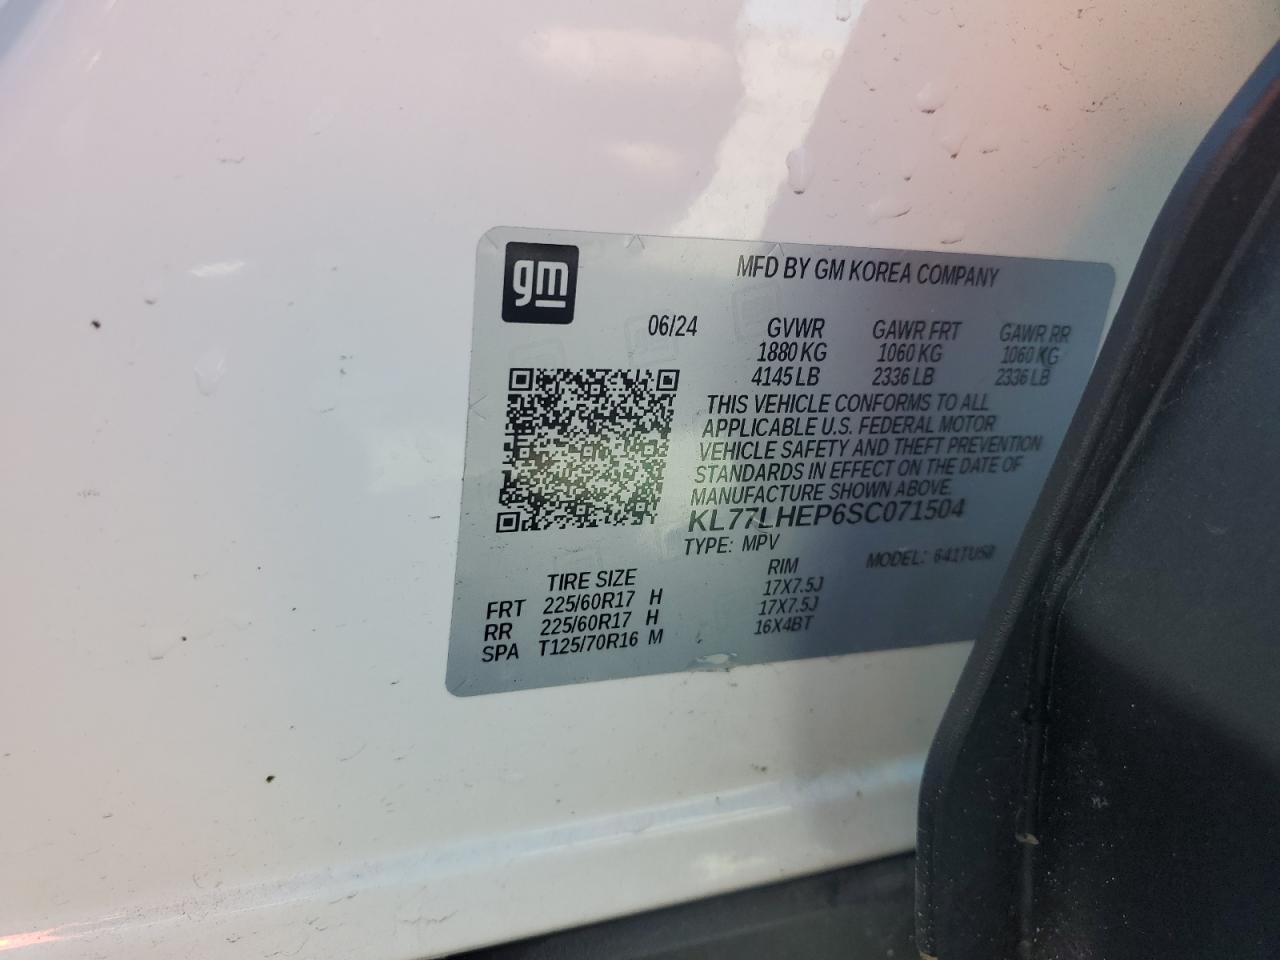 gm
MFD BY GM KOREA COMPANY
06/24 GVWR GAWR FRT GAWR RR
1880 KG 1060 KG 1060 KG
4145 LB 2336 LB 2336 LB
THIS VEHICLE CONFORMS TO ALL
APPLICABLE U.S. FEDERAL MOTOR
VEHICLE SAFETY AND THEFT PREVENTION
STANDARDS IN EFFECT ON THE DATE OF
MANUFACTURE SHOWN ABOVE.
KL77LHEP6SC071504
TYPE: MPV MODEL:
TIRE SIZE RIM
FRT 225/60R17 H 17X7.5J
RR 225/60R17 H 17X7.5J
SPA T125/70R16 M 16X4BT